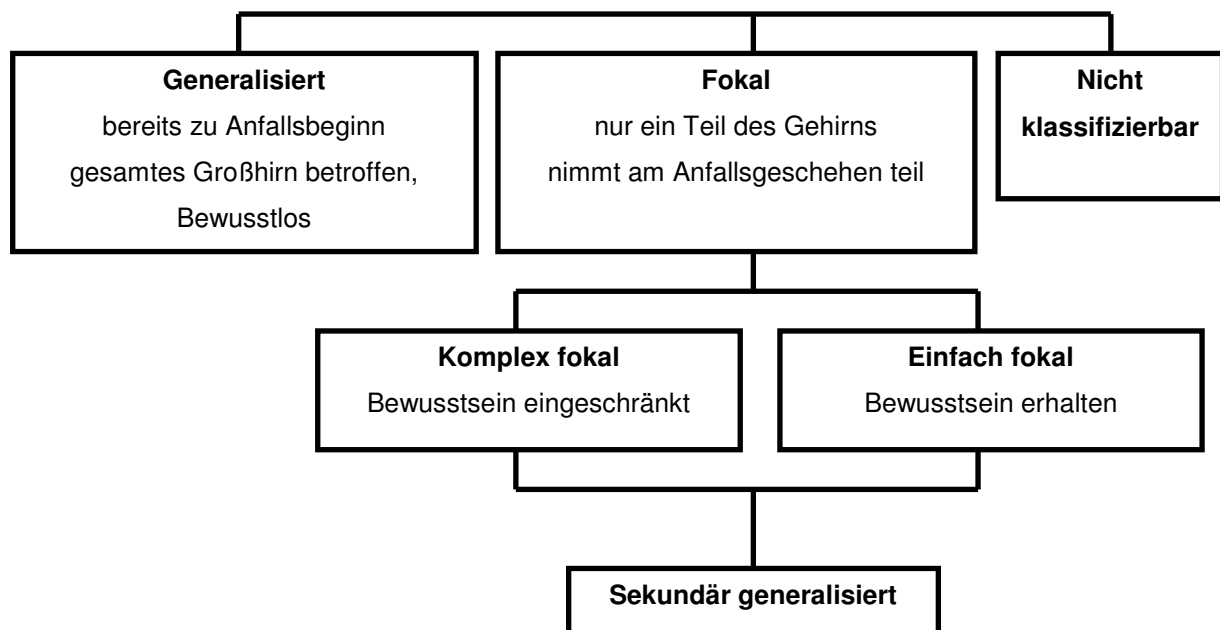 Generalisiert
bereits zu Anfallsbeginn
gesamtes Großhirn betroffen,
Bewusstlos
Fokal
nur ein Teil des Gehirns
nimmt am Anfallsgeschehen teil
Nicht
klassifizierbar
Komplex fokal
Bewusstsein eingeschränkt
Einfach fokal
Bewusstsein erhalten
Sekundär generalisiert